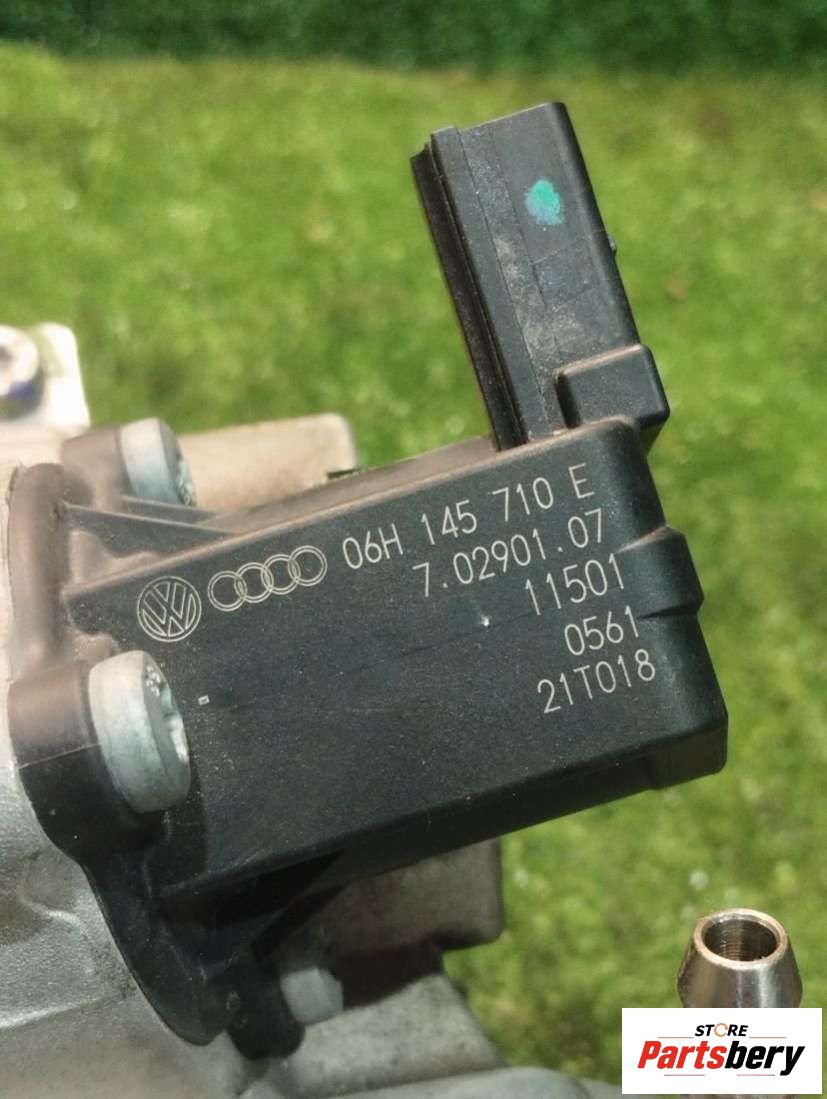 06H 145 710 E
7.02901.07
11501
0561
21T018
STORE
Partsbery